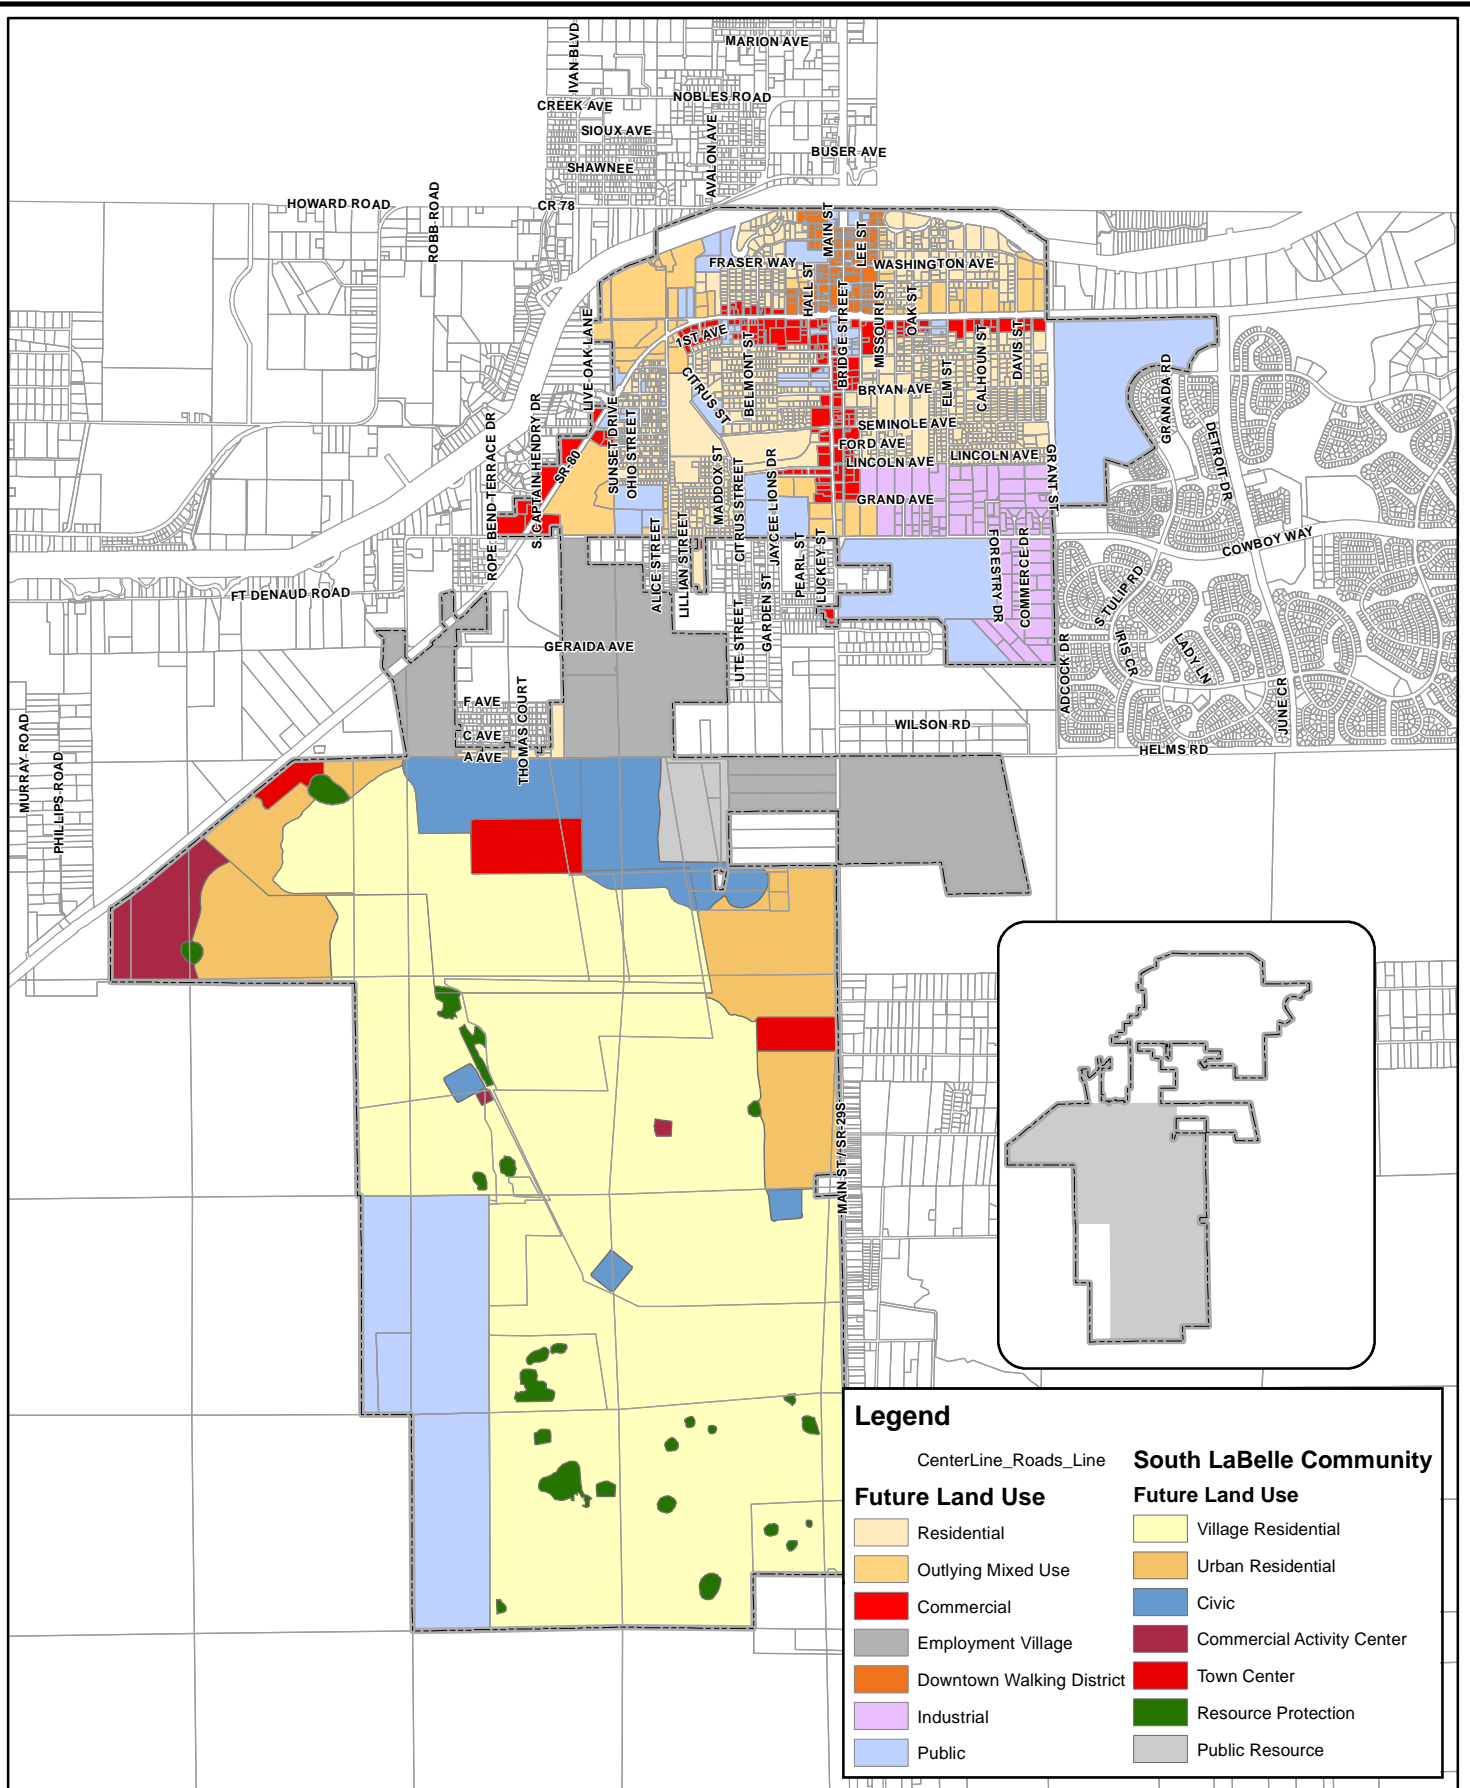 MARION AVE
IVAN BLVD
NOBLES ROAD
CREEK AVE
SIOUX AVE
AVALON AVE
BUSER AVE
SHAWNEE
HOWARD ROAD
ROBB ROAD
CR 78
MAIN ST
LEE ST
FRASER WAY
WASHINGTON AVE
HALL ST
BRIDGE STREET
MISSOURI ST
OAK ST
1ST AVE
LIVE OAK LANE
BELMONT ST
CITRUS ST
BRYAN AVE
ELM ST
CALHOUN ST
DAVIS ST
GRANADA RD
SEMINOLE AVE
FORD AVE
LINCOLN AVE
LINCOLN AVE
DETROIT DR
ROPE BEND-TERRACE DR
S. CAPTAIN HENDRY DR
SR-80
SUNSET DRIVE
OHIO STREET
MADDOX ST
CITRUS STREET
JAYCEE LIONS DR
GRAND AVE
GRANT ST
COWBOY WAY
ALICE STREET
LILLIAN STREET
PEARL ST
LUCKEY ST
FORESTRY DR
COMMERCE DR
S TULIP RD
FT DENAUD ROAD
UTE STREET
GARDEN ST
GERAIDA AVE
IRIS CR
LADY LN
ADCOCK DR
JUNE CR
F AVE
C AVE
A AVE
THOMAS COURT
WILSON RD
HELMS RD
MURRAY ROAD
PHILLIPS ROAD
MAIN ST / SR-29S
Legend
CenterLine_Roads_Line
Future Land Use
Residential
Outlying Mixed Use
Commercial
Employment Village
Downtown Walking District
Industrial
Public
South LaBelle Community
Future Land Use
Village Residential
Urban Residential
Civic
Commercial Activity Center
Town Center
Resource Protection
Public Resource